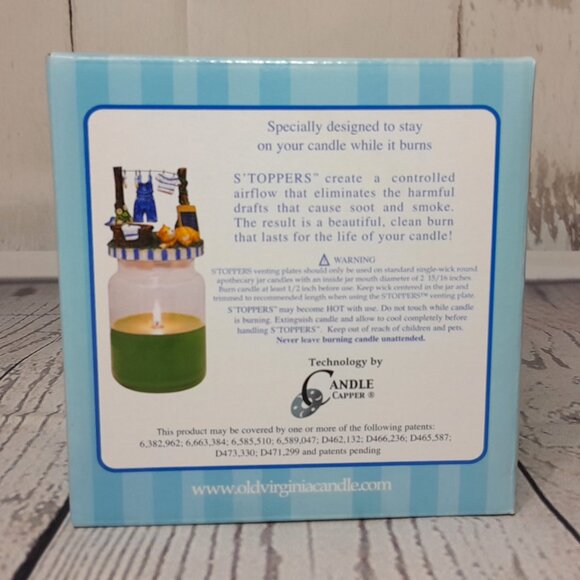 Specially designed to stay
on your candle while it burns
S'TOPPERS™ create a controlled
airflow that eliminates the harmful
drafts that cause soot and smoke.
The result is a beautiful, clean burn
that lasts for the life of your candle!
⚠ WARNING
S'TOPPERS venting plates should only be used on standard single-wick round
apothecary jar candles with an inside jar mouth diameter of 2 15/16 inches.
Burn candle at least 1/2 inch before use. Keep wick centered in the jar and
trimmed to recommended length when using the S'TOPPERS™ venting plate.
S'TOPPERS™ may become HOT with use. Do not touch while candle
is burning. Extinguish candle and allow to cool completely before
handling S'TOPPERS™. Keep out of reach of children and pets.
Never leave burning candle unattended.
Technology by
CANDLE
CAPPER ®
This product may be covered by one or more of the following patents:
6,382,962; 6,663,384; 6,585,510; 6,589,047; D462,132; D466,236; D465,587;
D473,330; D471,299 and patents pending
www.oldvirginiacandle.com